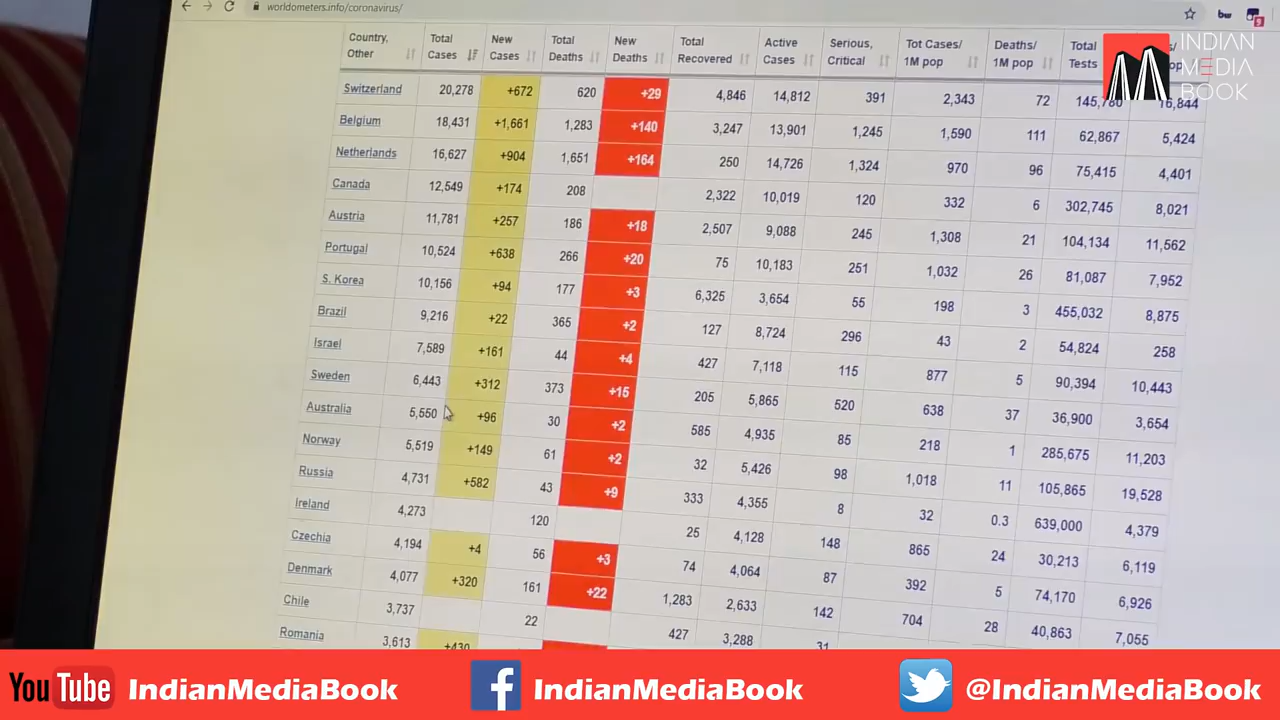 worldometers.info/coronavirus/
Country, Other Total Cases New Cases Total Deaths New Deaths Total Recovered Active Cases Serious, Critical Tot Cases/ 1M pop Deaths/ 1M pop Total Tests
INDIAN
MEDIA
BOOK
Switzerland 20,278 +672 620 +29 4,846 14,812 391 2,343 72 145,780 16,844
Belgium 18,431 +1,661 1,283 +140 3,247 13,901 1,245 1,590 111 62,867 5,424
Netherlands 16,627 +904 1,651 +164 250 14,726 1,324 970 96 75,415 4,401
Canada 12,549 +174 208 2,322 10,019 120 332 6 302,745 8,021
Austria 11,781 +257 186 +18 2,507 9,088 245 1,308 21 104,134 11,562
Portugal 10,524 +638 266 +20 75 10,183 251 1,032 26 81,087 7,952
S. Korea 10,156 +94 177 +3 6,325 3,654 55 198 3 455,032 8,875
Brazil 9,216 +22 365 +2 127 8,724 296 43 2 54,824 258
Israel 7,589 +161 44 +4 427 7,118 115 877 5 90,394 10,443
Sweden 6,443 +312 373 +15 205 5,865 520 638 37 36,900 3,654
Australia 5,550 +96 30 +2 585 4,935 85 218 1 285,675 11,203
Norway 5,519 +149 61 +2 32 5,426 98 1,018 11 105,865 19,528
Russia 4,731 +582 43 +9 333 4,355 8 32 0.3 639,000 4,379
Ireland 4,273 120 25 4,128 148 865 24 30,213 6,119
Czechia 4,194 +4 56 +3 74 4,064 87 392 5 74,170 6,926
Denmark 4,077 +320 161 +22 1,283 2,633 142 704 28 40,863 7,055
Chile 3,737 22 427 3,288 31
Romania 3,613 +430
YouTube IndianMediaBook
f IndianMediaBook
@IndianMediaBook